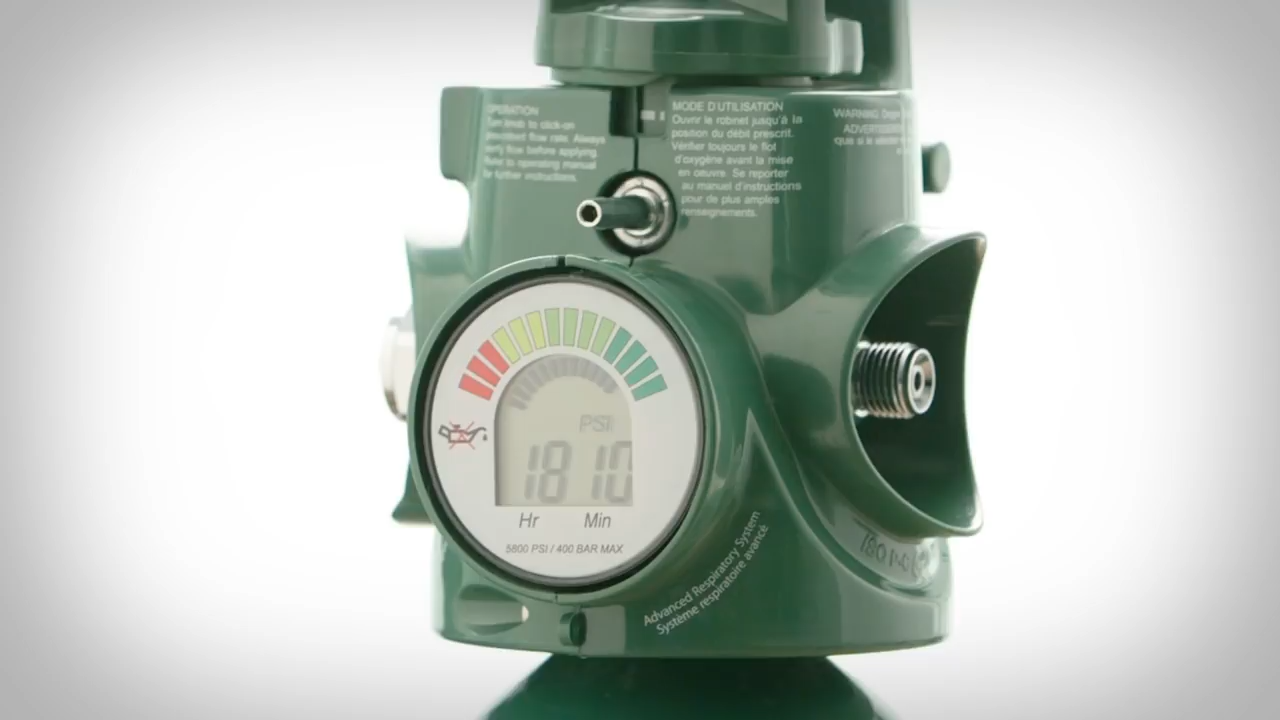 OPERATION
Turn knob to click-on
prescribed flow rate. Always
verify flow before applying.
Refer to operating manual
for further instructions.
MODE D'UTILISATION
Ouvrir le robinet jusqu'à la
position du débit prescrit.
Vérifier toujours le flot
d'oxygène avant la mise
en oeuvre. Se reporter
au manuel d'instructions
pour de plus amples
renseignements.
WARNING:
que si le
PSI
18 10
Hr Min
5800 PSI / 400 BAR MAX
Advanced Respiratory System
Système respiratoire avancé